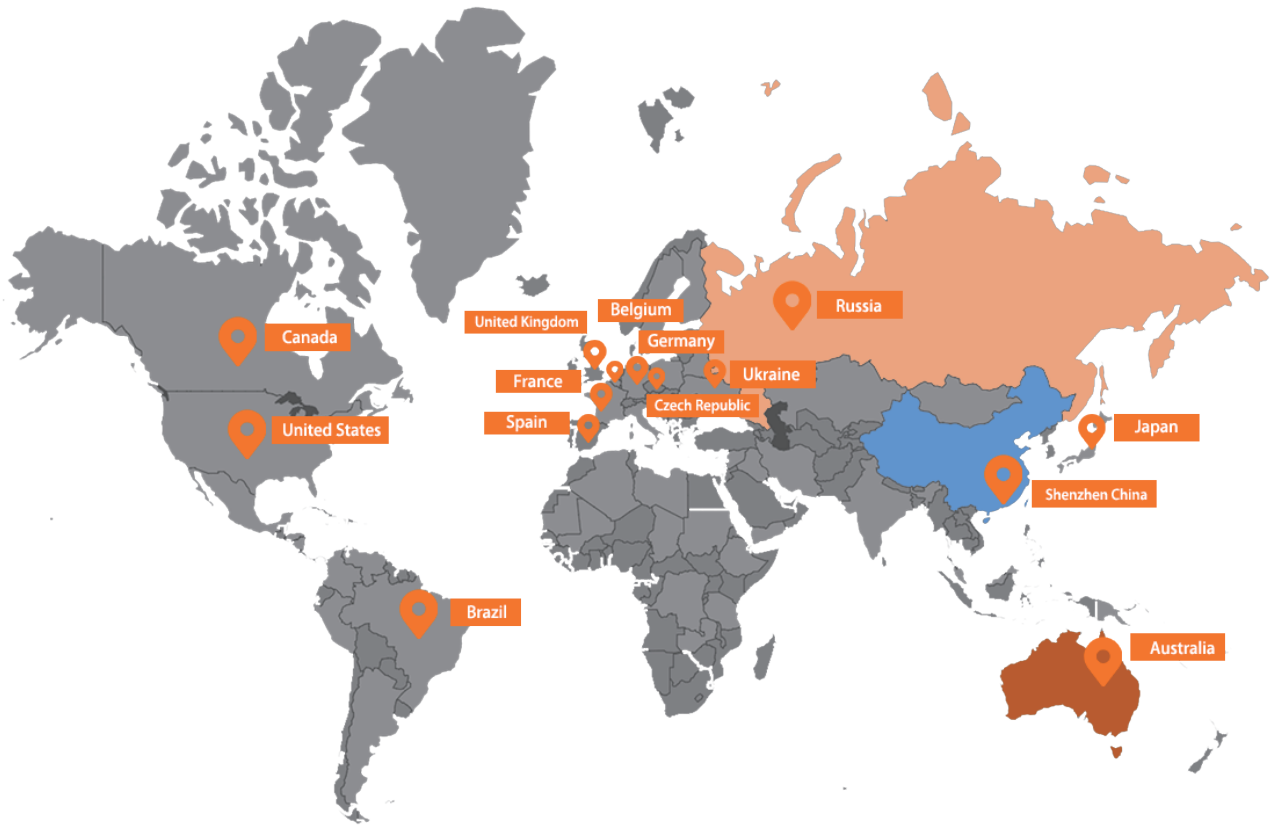 Belgium
Russia
United Kingdom
Canada
Germany
Ukraine
France
Czech Republic
Spain
United States
Japan
Shenzhen China
Brazil
Australia